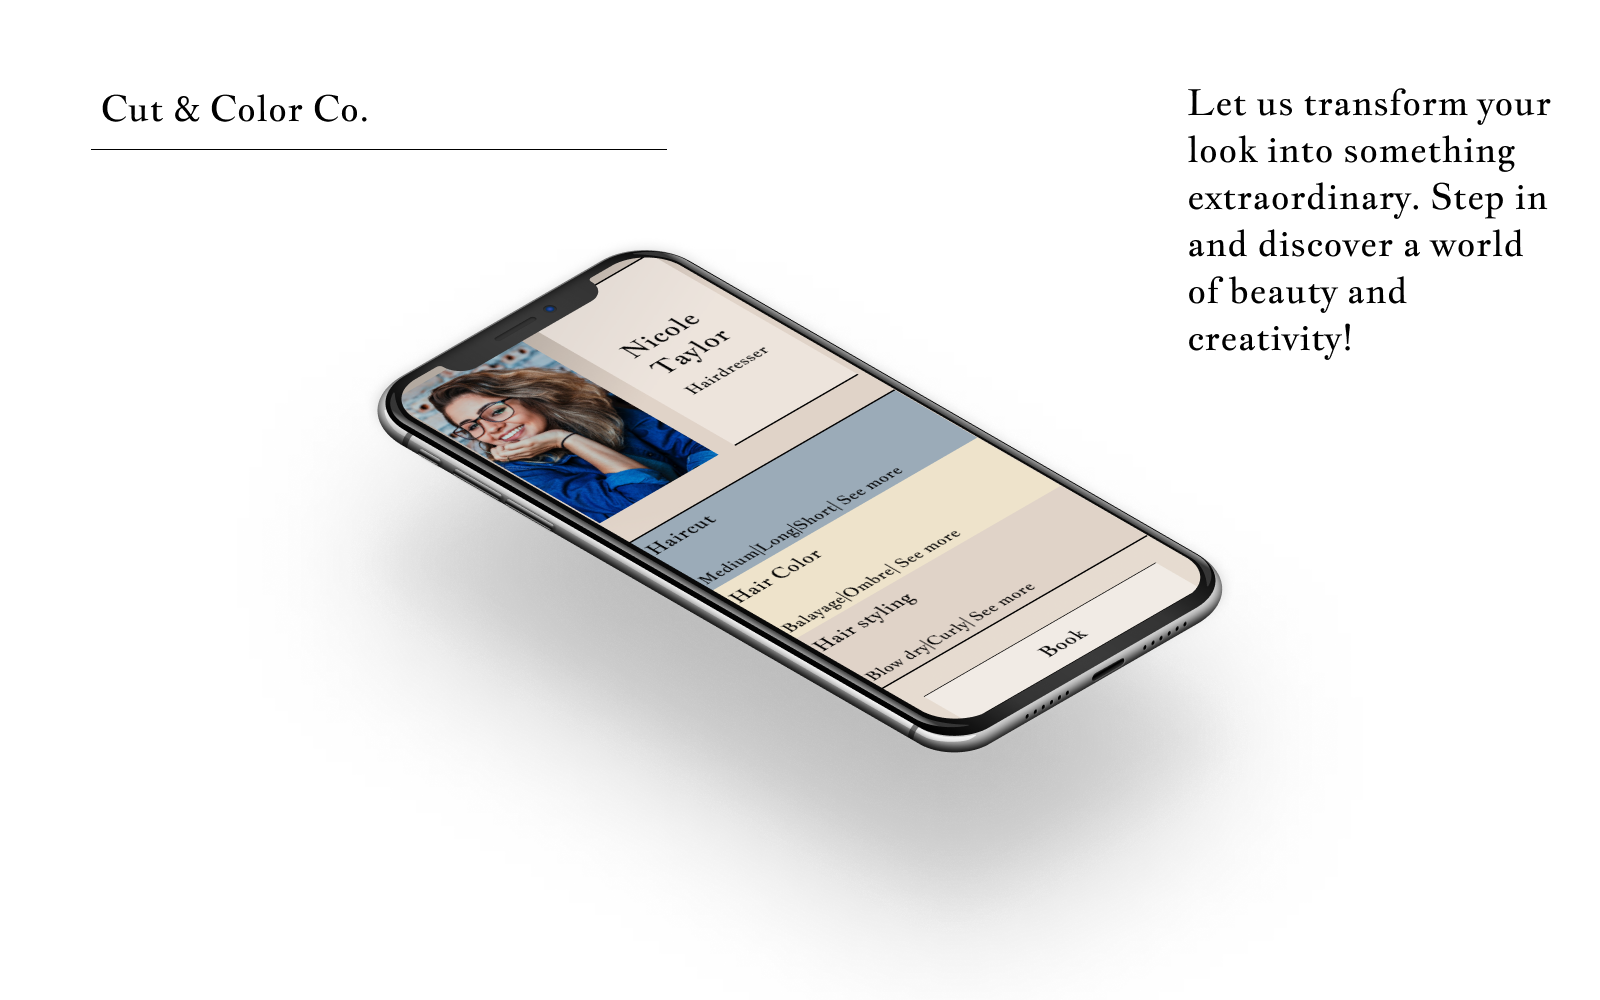 Cut & Color Co.
Let us transform your
look into something
extraordinary. Step in
and discover a world
of beauty and
creativity!
Nicole
Taylor
Hairdresser
Haircut
Medium|Long|Short| See more
Hair Color
Balayage|Ombre| See more
Hair styling
Blow dry|Curly| See more
Book